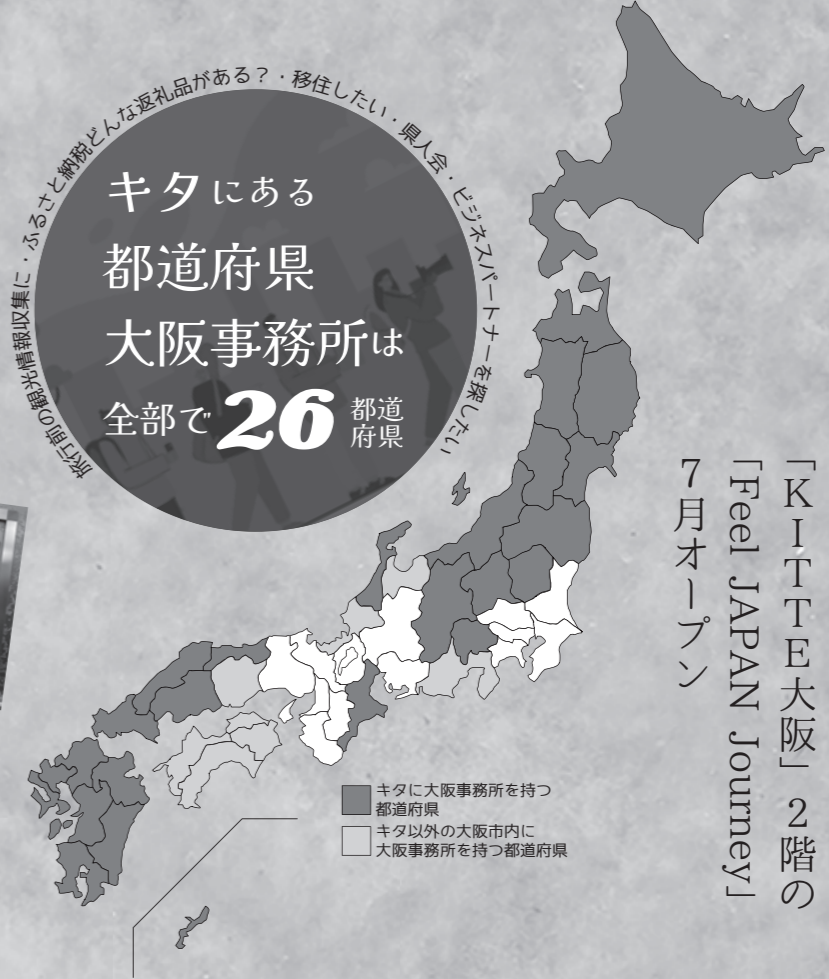 旅行前の観光情報収集に・ふるさと納税どんな返礼品がある？・移住したい・県人会・ビジネスパートナーを探したい
キタにある
都道府県
大阪事務所は
全部で26都道府県
「KITTE大阪」2階の
「Feel JAPAN Journey」
7月オープン
キタに大阪事務所を持つ
都道府県
キタ以外の大阪市内に
大阪事務所を持つ都道府県